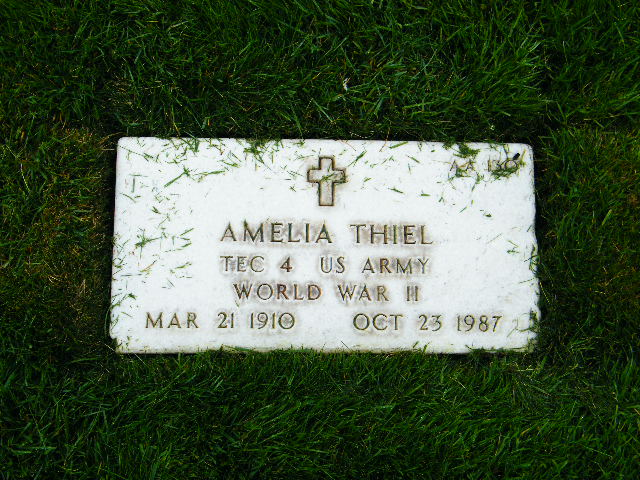 AMELIA THIEL
TEC 4 US ARMY
WORLD WAR II
MAR 21 1910 OCT 23 1987